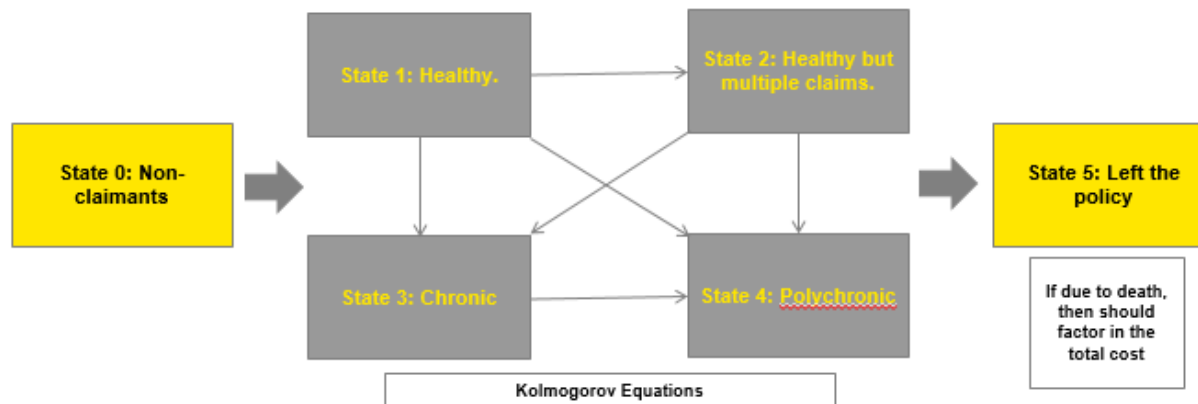 State 1: Healthy.
State 2: Healthy but
multiple claims.
State 0: Non-
claimants
State 5: Left the
policy
State 3: Chronic
State 4: Polychronic
If due to death,
then should
factor in the
total cost
Kolmogorov Equations